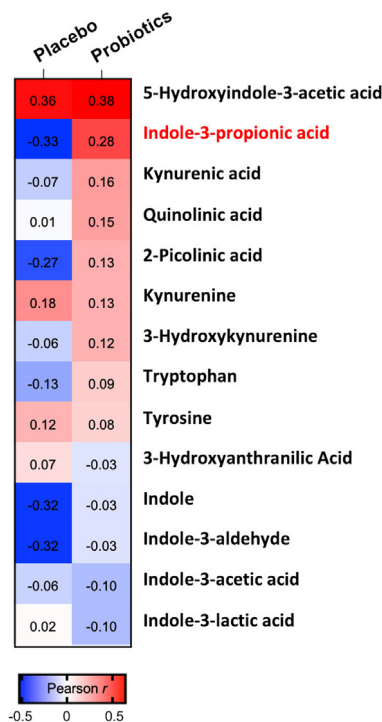 Placebo Probiotics
0.36 0.38 5-Hydroxyindole-3-acetic acid
-0.33 0.28 Indole-3-propionic acid
-0.07 0.16 Kynurenic acid
0.01 0.15 Quinolinic acid
-0.27 0.13 2-Picolinic acid
0.18 0.13 Kynurenine
-0.06 0.12 3-Hydroxykynurenine
-0.13 0.09 Tryptophan
0.12 0.08 Tyrosine
0.07 -0.03 3-Hydroxyanthranilic Acid
-0.32 -0.03 Indole
-0.32 -0.03 Indole-3-aldehyde
-0.06 -0.10 Indole-3-acetic acid
0.02 -0.10 Indole-3-lactic acid
Pearson r
-0.5 0 0.5